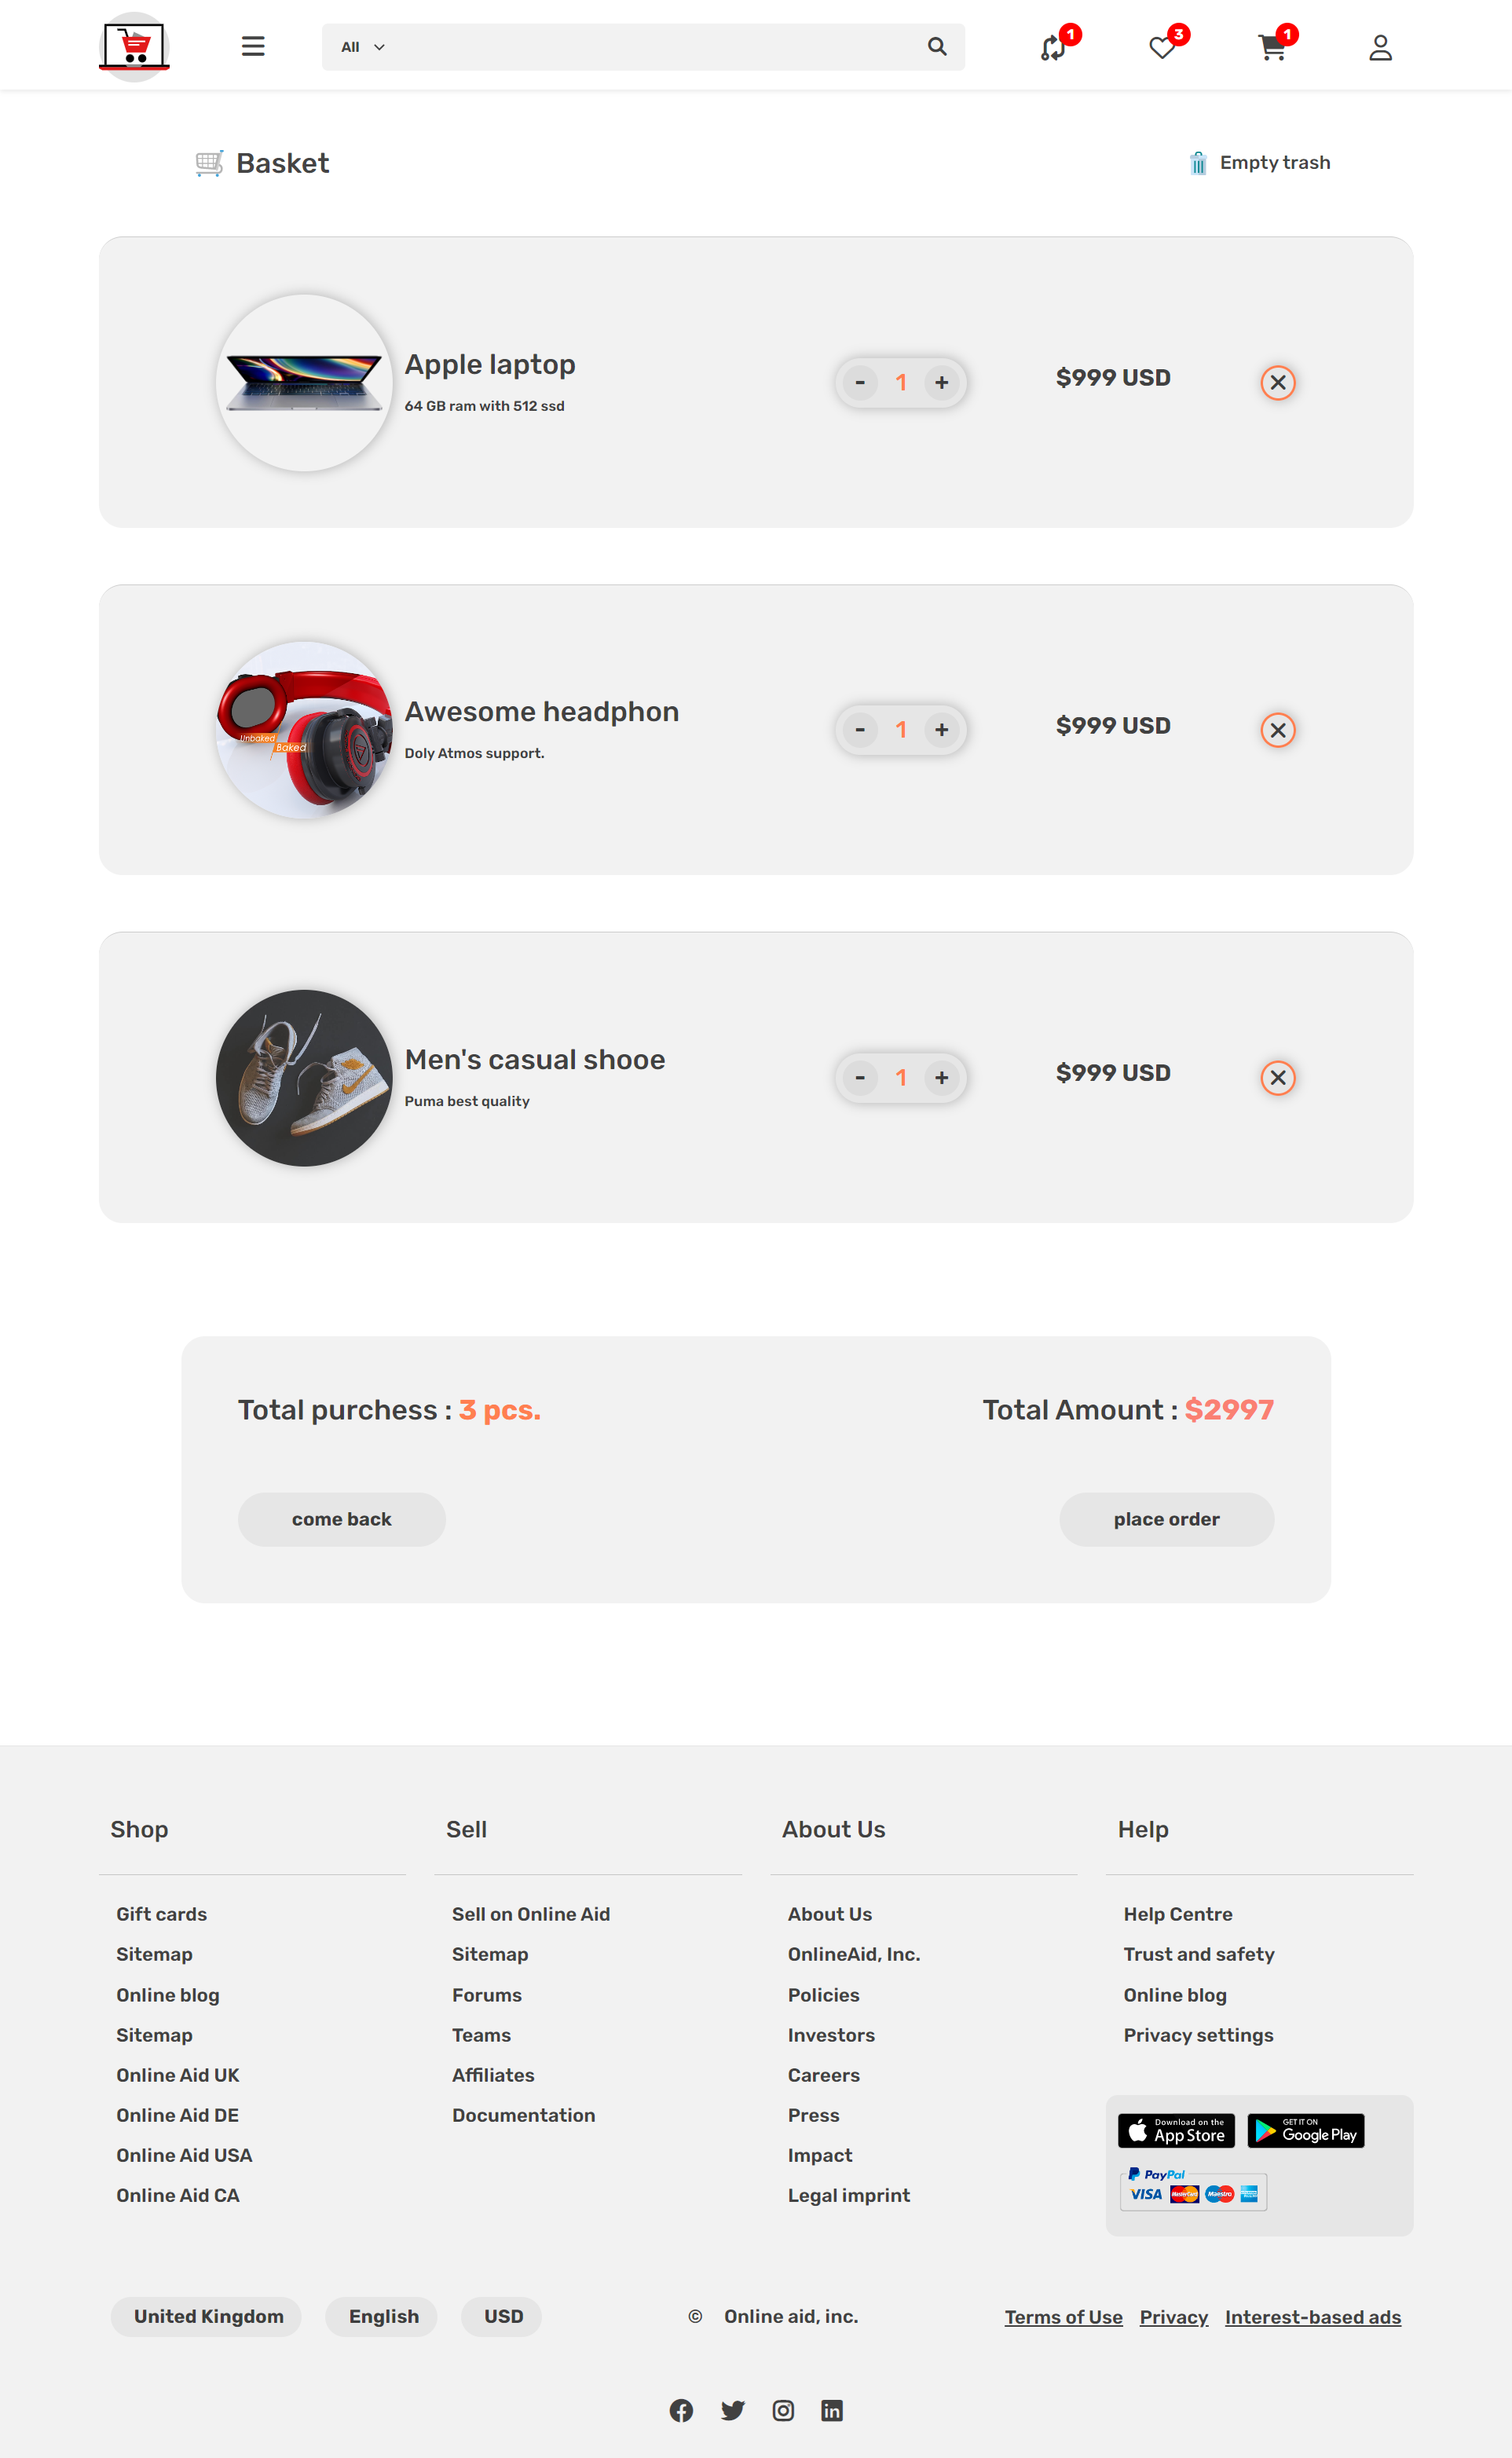 All
1
3
1
Basket
Empty trash
Apple laptop
64 GB ram with 512 ssd
- 1 +
$999 USD
Unbaked
Baked
Awesome headphon
Doly Atmos support.
- 1 +
$999 USD
Men's casual shooe
Puma best quality
- 1 +
$999 USD
Total purchess : 3 pcs.
Total Amount : $2997
come back
place order
Shop
Gift cards
Sitemap
Online blog
Sitemap
Online Aid UK
Online Aid DE
Online Aid USA
Online Aid CA
Sell
Sell on Online Aid
Sitemap
Forums
Teams
Affiliates
Documentation
About Us
About Us
OnlineAid, Inc.
Policies
Investors
Careers
Press
Impact
Legal imprint
Help
Help Centre
Trust and safety
Online blog
Privacy settings
Download on the
App Store
GET IT ON
Google Play
PayPal
VISA MasterCard Maestro
United Kingdom
English
USD
© Online aid, inc.
Terms of Use Privacy Interest-based ads